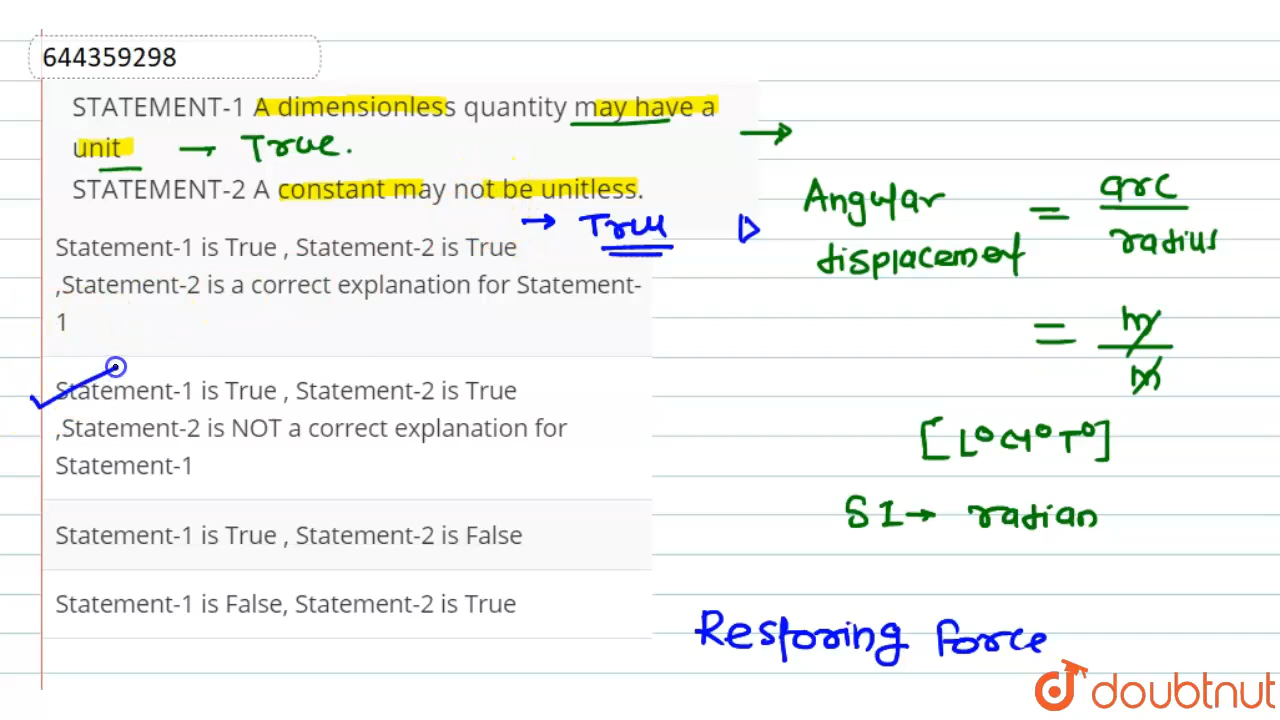 644359298
STATEMENT-1 A dimensionless quantity may have a
unit → True.
STATEMENT-2 A constant may not be unitless.
→ True
Statement-1 is True , Statement-2 is True
,Statement-2 is a correct explanation for Statement-
1
Statement-1 is True , Statement-2 is True
,Statement-2 is NOT a correct explanation for
Statement-1
Statement-1 is True , Statement-2 is False
Statement-1 is False, Statement-2 is True
→
Angular displacement = arc / radius
= m / m
[L⁰ M⁰ T⁰]
SI → radian
Restoring force
doubtnut